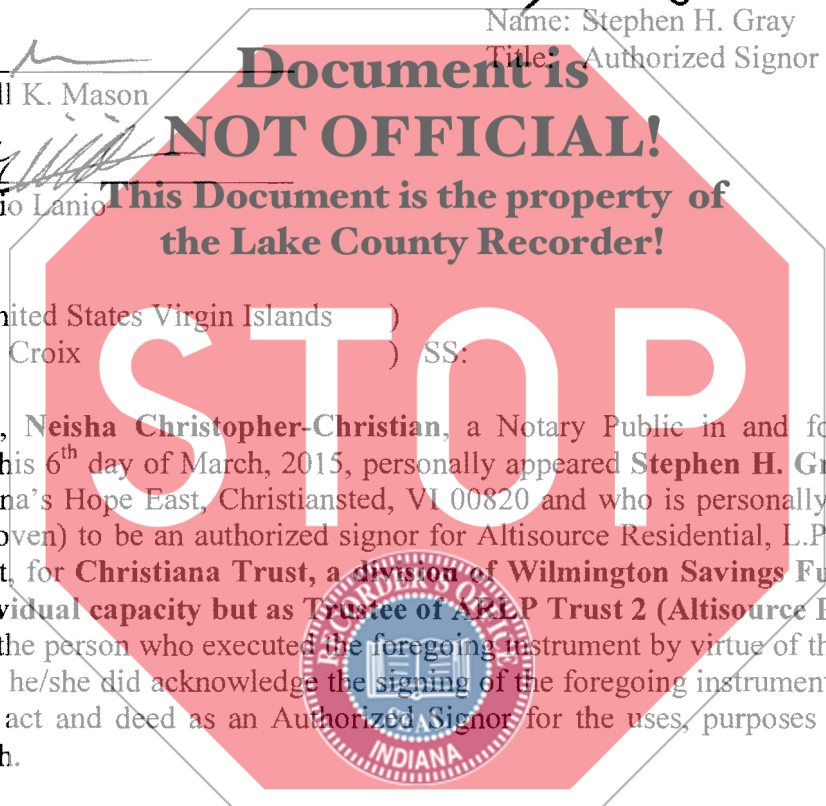 Name: Stephen H. Gray
Title: Authorized Signor
ll K. Mason
Document is
NOT OFFICIAL!
io Lanio
This Document is the property of
the Lake County Recorder!
nited States Virgin Islands )
Croix ) SS:
STOP
, Neisha Christopher-Christian, a Notary Public in and fo
his 6th day of March, 2015, personally appeared Stephen H. Gr
na's Hope East, Christiansted, VI 00820 and who is personally
oven) to be an authorized signor for Altisource Residential, L.P
t, for Christiana Trust, a division of Wilmington Savings Fu
vidual capacity but as Trustee of ARLP Trust 2 (Altisource R
the person who executed the foregoing instrument by virtue of th
he/she did acknowledge the signing of the foregoing instrument
act and deed as an Authorized Signor for the uses, purposes
h.
RECORDER'S OFFICE
SEAL
INDIANA